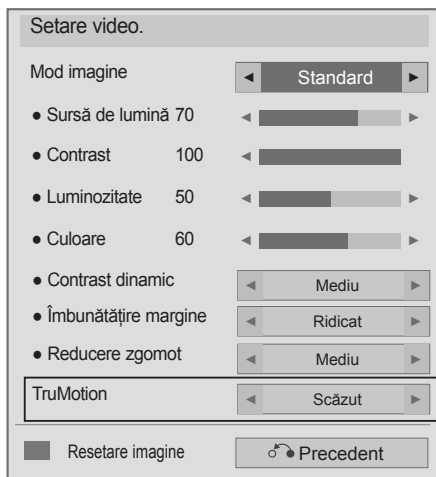 Setare video.
Mod imagine ◄ Standard ►
● Sursă de lumină 70 ◄ ►
● Contrast 100 ◄
● Luminozitate 50 ◄ ►
● Culoare 60 ◄ ►
● Contrast dinamic ◄ Mediu ►
● Îmbunătățire margine ◄ Ridicat ►
● Reducere zgomot ◄ Mediu ►
TruMotion ◄ Scăzut ►
Resetare imagine Precedent